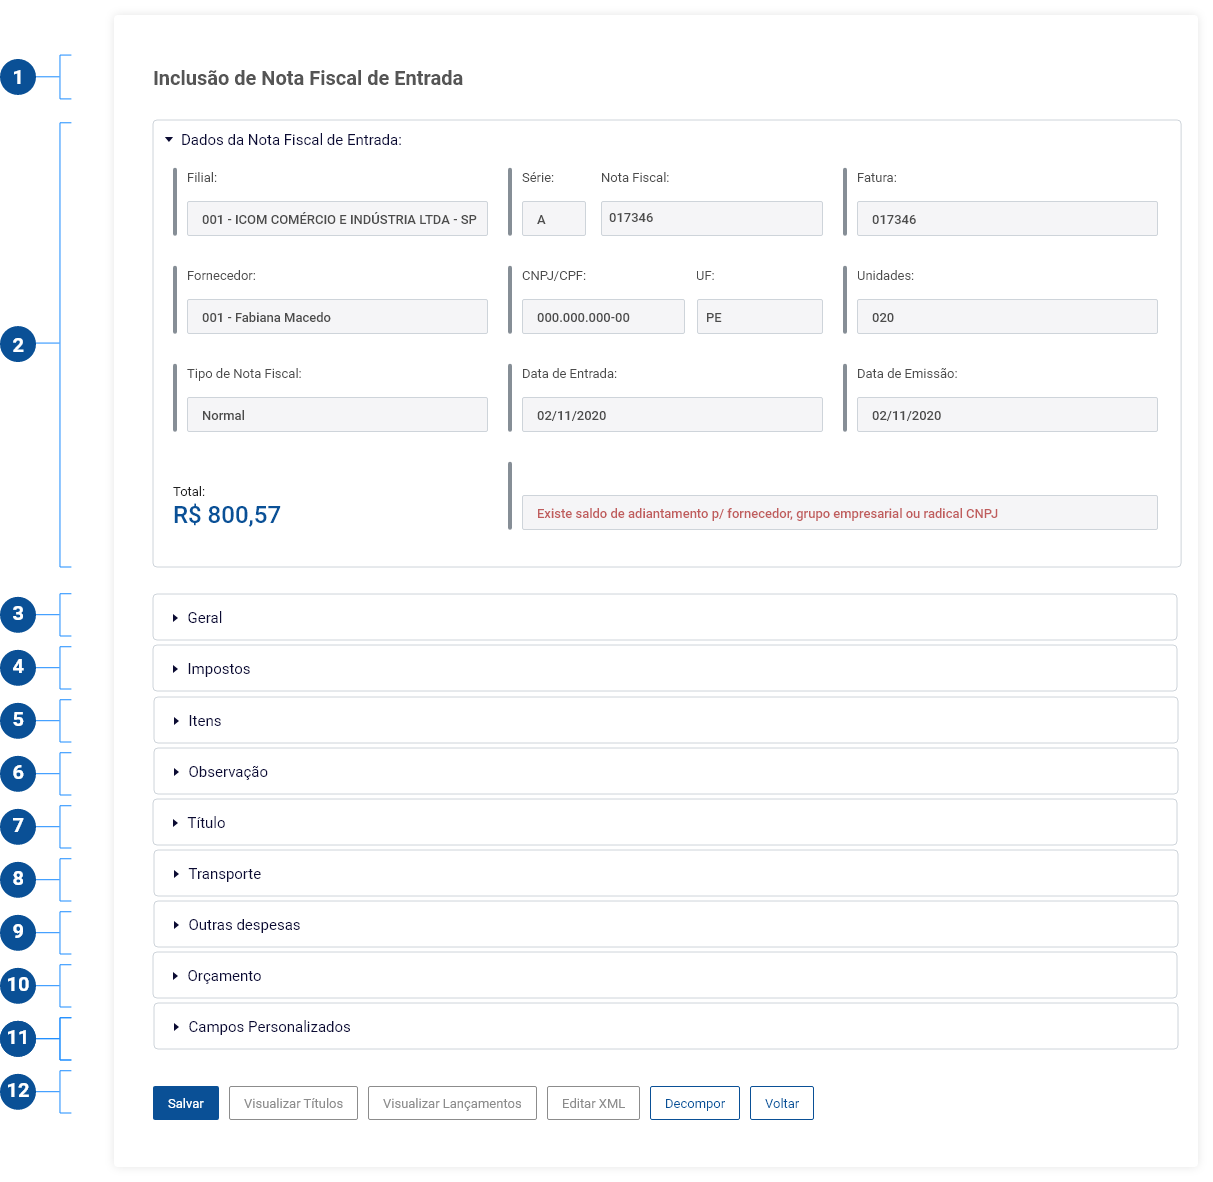 1
Inclusão de Nota Fiscal de Entrada
2
Dados da Nota Fiscal de Entrada:
Filial: Série: Nota Fiscal: Fatura:
001 - ICOM COMÉRCIO E INDÚSTRIA LTDA - SP A 017346 017346
Fornecedor: CNPJ/CPF: UF: Unidades:
001 - Fabiana Macedo 000.000.000-00 PE 020
Tipo de Nota Fiscal: Data de Entrada: Data de Emissão:
Normal 02/11/2020 02/11/2020
Total:
R$ 800,57
Existe saldo de adiantamento p/ fornecedor, grupo empresarial ou radical CNPJ
3 Geral
4 Impostos
5 Itens
6 Observação
7 Título
8 Transporte
9 Outras despesas
10 Orçamento
11 Campos Personalizados
12 Salvar Visualizar Títulos Visualizar Lançamentos Editar XML Decompor Voltar